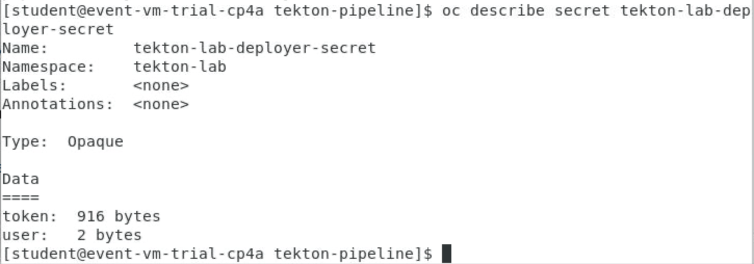 [student@event-vm-trial-cp4a tekton-pipeline]$ oc describe secret tekton-lab-dep
loyer-secret
Name:         tekton-lab-deployer-secret
Namespace:    tekton-lab
Labels:       <none>
Annotations:  <none>
Type:  Opaque
Data
====
token:  916 bytes
user:   2 bytes
[student@event-vm-trial-cp4a tekton-pipeline]$